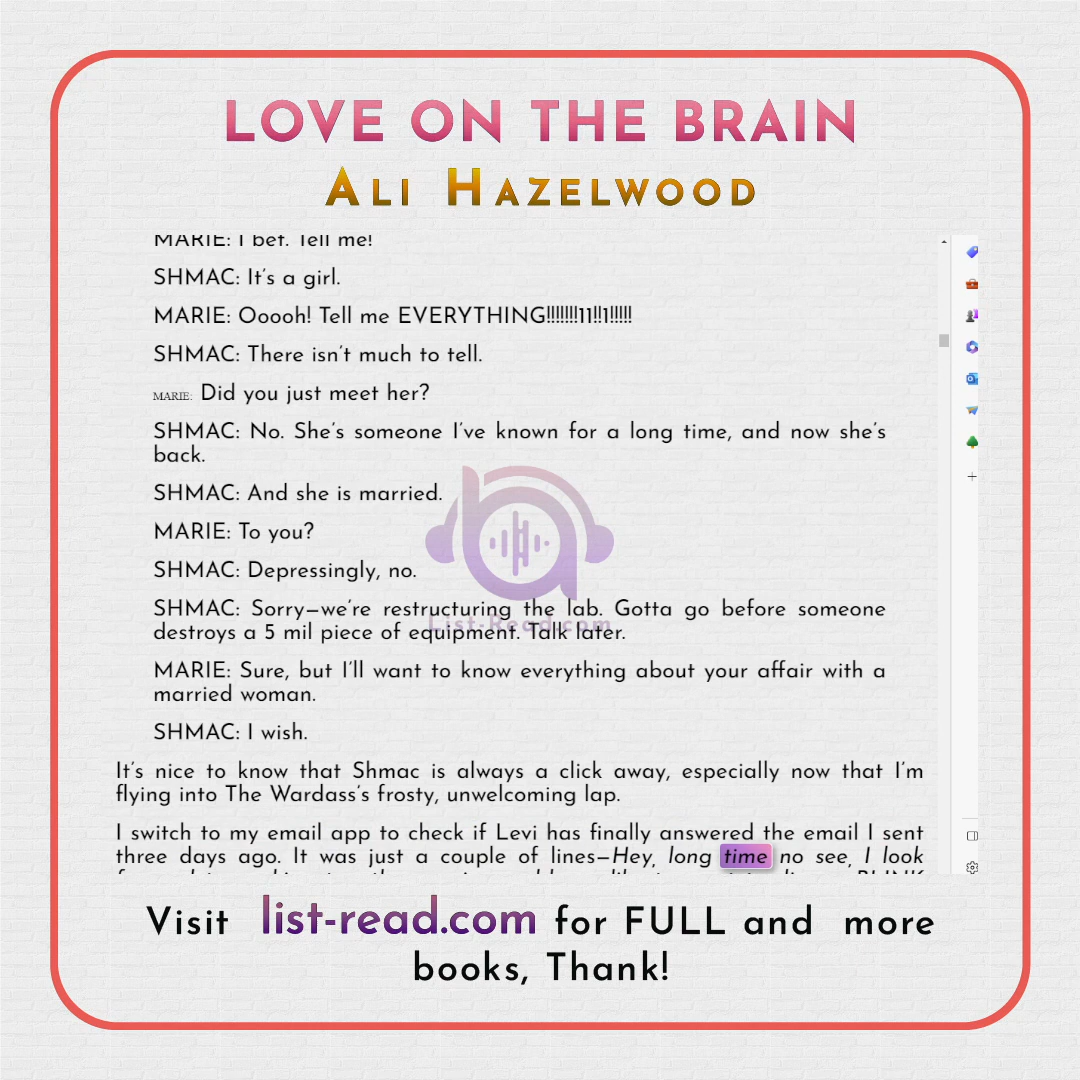 LOVE ON THE BRAIN
ALI HAZELWOOD
MARIE: I bet. Tell me!
SHMAC: It's a girl.
MARIE: Ooooh! Tell me EVERYTHING!!!!!!!11!!1!!!!!
SHMAC: There isn't much to tell.
MARIE: Did you just meet her?
SHMAC: No. She's someone I've known for a long time, and now she's
back.
SHMAC: And she is married.
MARIE: To you?
SHMAC: Depressingly, no.
SHMAC: Sorry—we're restructuring the lab. Gotta go before someone
destroys a 5 mil piece of equipment. Talk later.
List-Read.com
MARIE: Sure, but I'll want to know everything about your affair with a
married woman.
SHMAC: I wish.
It's nice to know that Shmac is always a click away, especially now that I'm
flying into The Wardass's frosty, unwelcoming lap.
I switch to my email app to check if Levi has finally answered the email I sent
three days ago. It was just a couple of lines—Hey, long time no see, I look
Visit list-read.com for FULL and more
books, Thank!